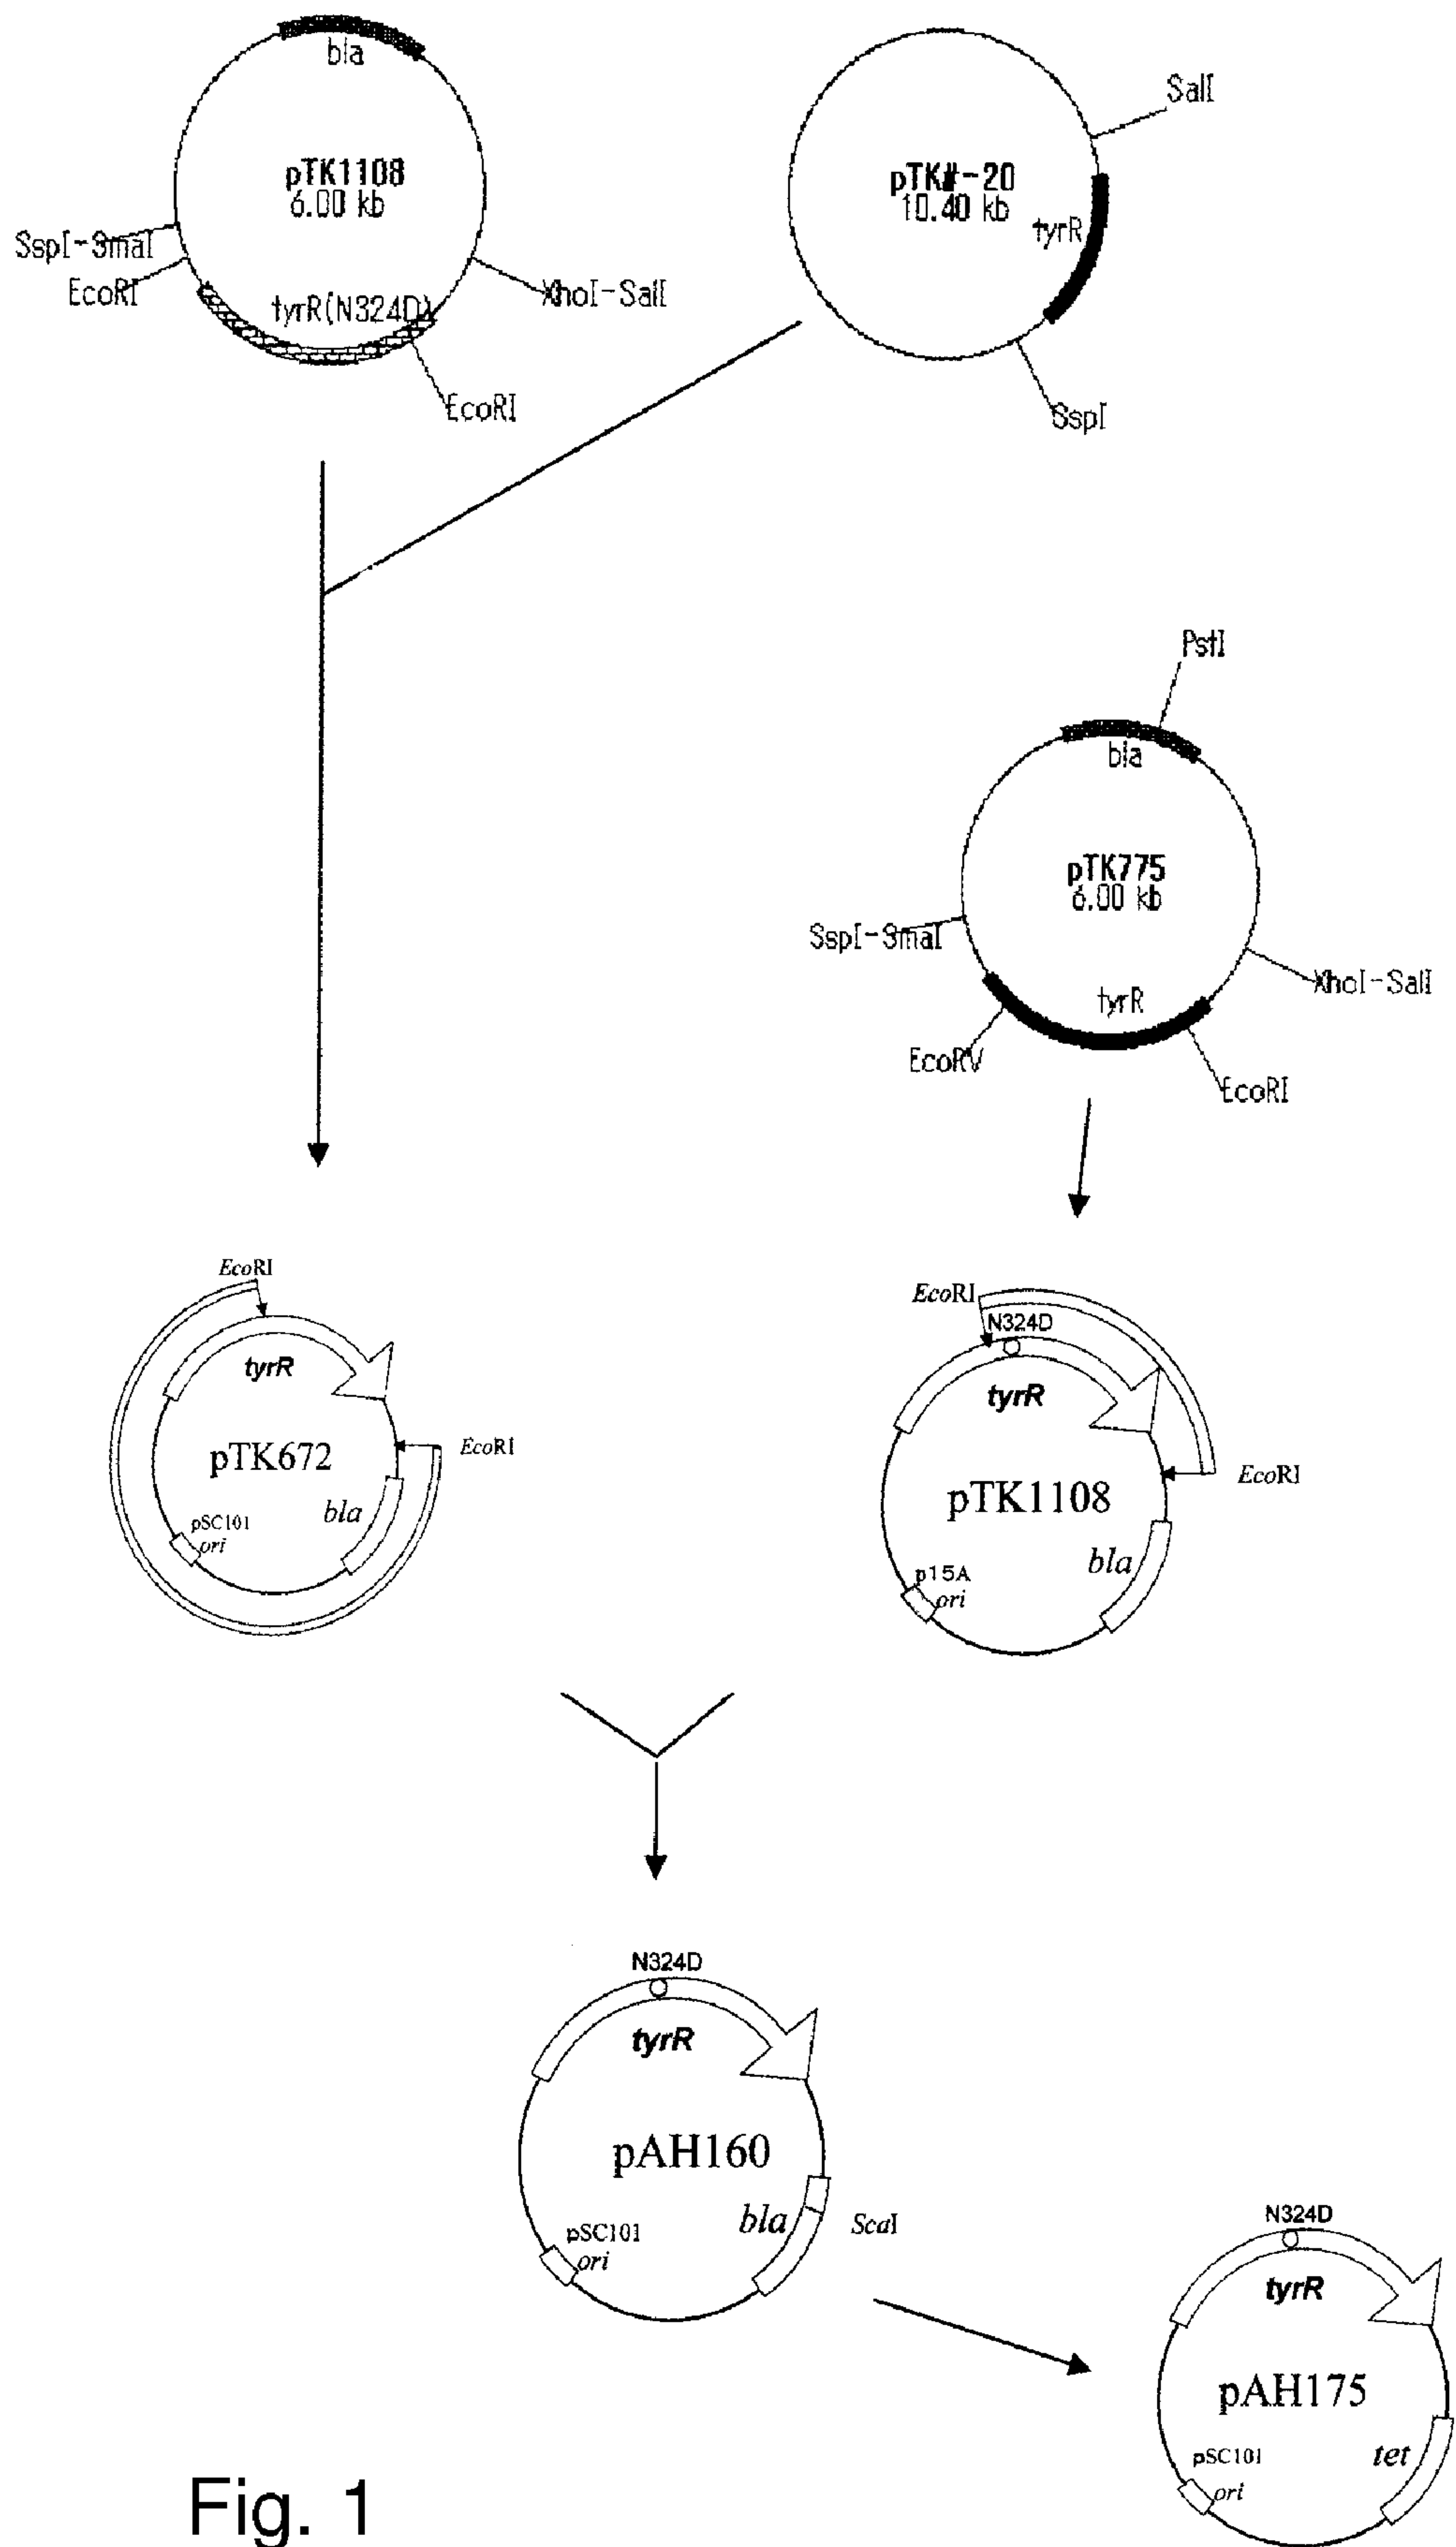 bla
pTK1108
6.00 kb
SspI-SmaI
EcoRI
tyrR(N324D)
XhoI-SalI
EcoRI
SalI
pTK#-20
10.40 kb
tyrR
SspI
PstI
bla
pTK775
6.00 kb
SspI-SmaI
tyrR
XhoI-SalI
EcoRV
EcoRI
EcoRI
tyrR
pTK672
EcoRI
bla
pSC101
ori
EcoRI
N324D
tyrR
pTK1108
EcoRI
bla
p15A
ori
N324D
tyrR
pAH160
bla
ScaI
pSC101
ori
N324D
tyrR
pAH175
tet
pSC101
ori
Fig. 1